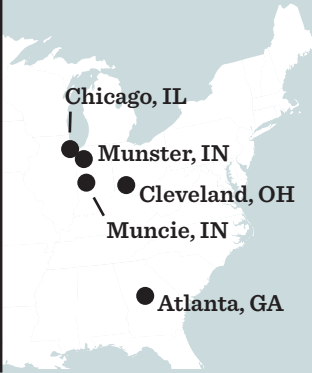 Chicago, IL
Munster, IN
Cleveland, OH
Muncie, IN
Atlanta, GA